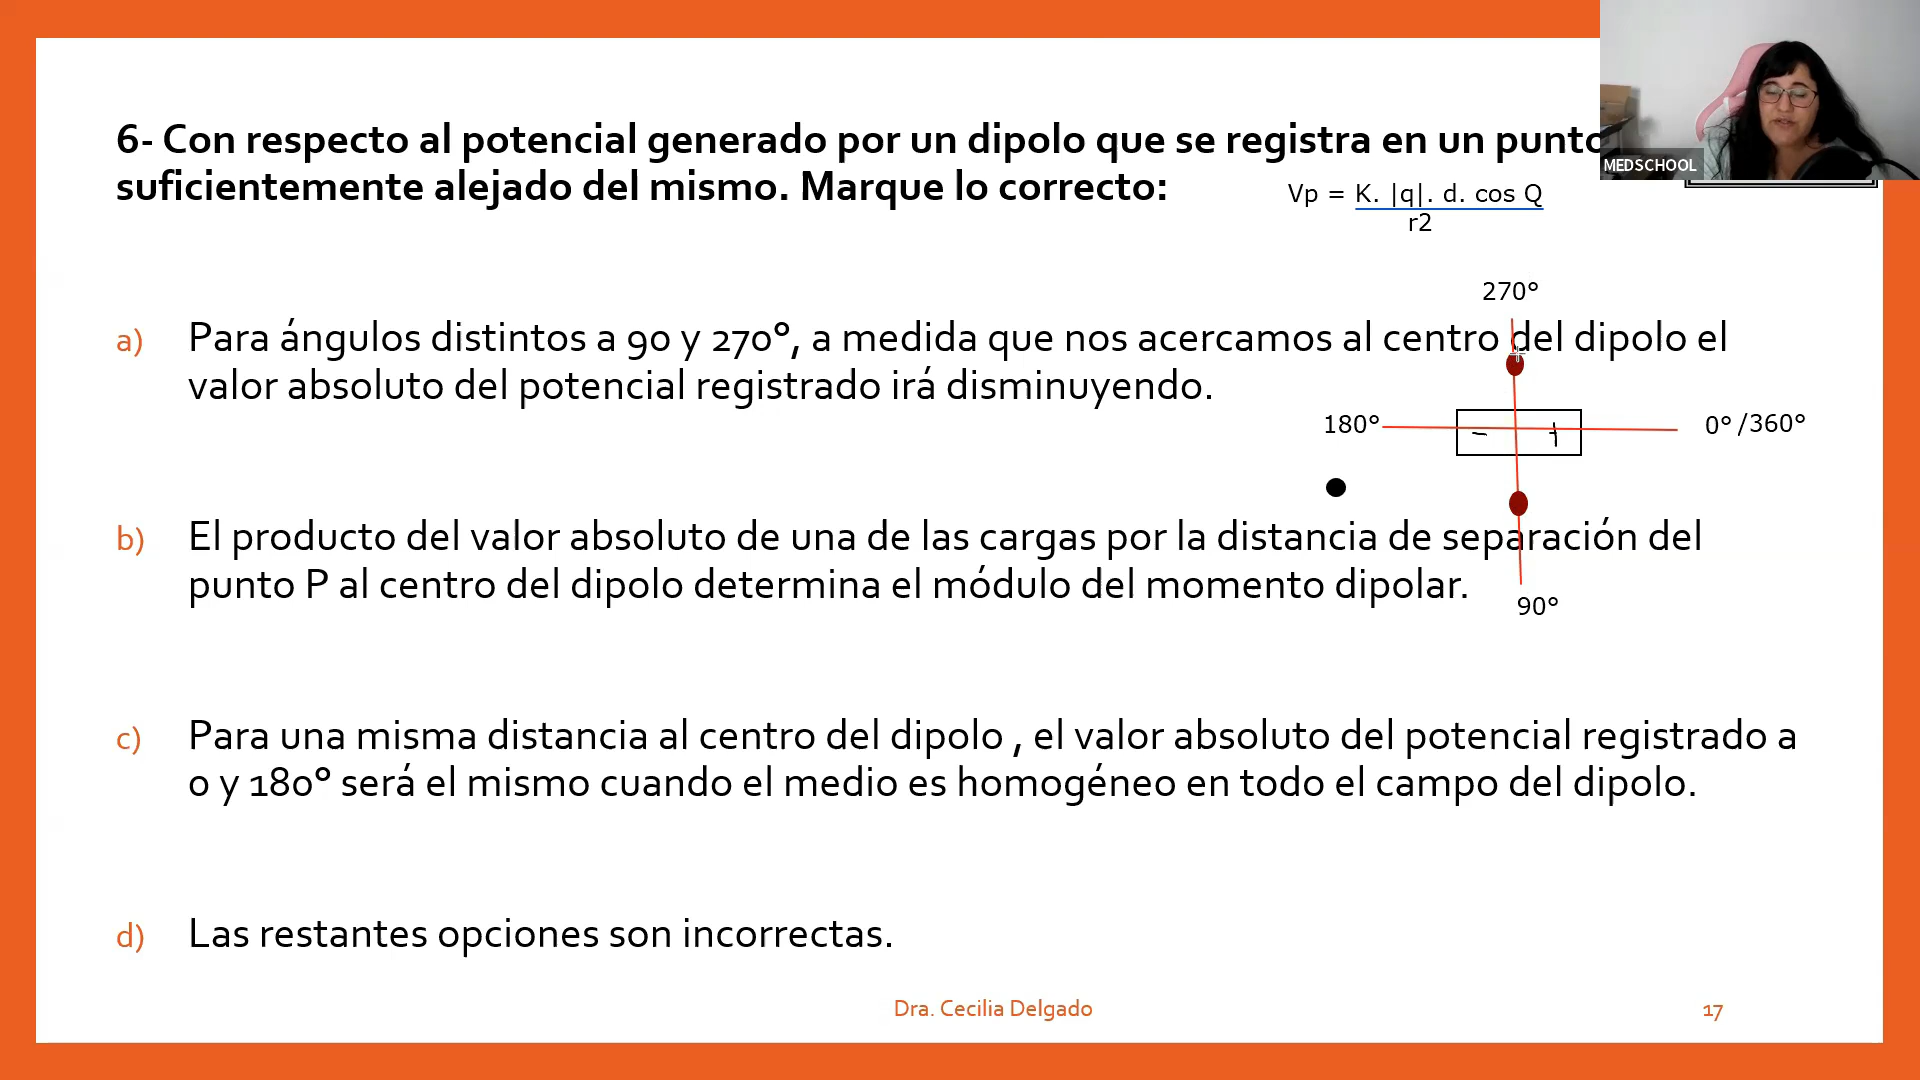 6- Con respecto al potencial generado por un dipolo que se registra en un punto
suficientemente alejado del mismo. Marque lo correcto:
MEDSCHOOL
Vp = K. |q|. d. cos Q
r2
270°
a) Para ángulos distintos a 90 y 270°, a medida que nos acercamos al centro del dipolo el
valor absoluto del potencial registrado irá disminuyendo.
180° - + 0° /360°
b) El producto del valor absoluto de una de las cargas por la distancia de separación del
punto P al centro del dipolo determina el módulo del momento dipolar.
90°
c) Para una misma distancia al centro del dipolo , el valor absoluto del potencial registrado a
0 y 180° será el mismo cuando el medio es homogéneo en todo el campo del dipolo.
d) Las restantes opciones son incorrectas.
Dra. Cecilia Delgado
17